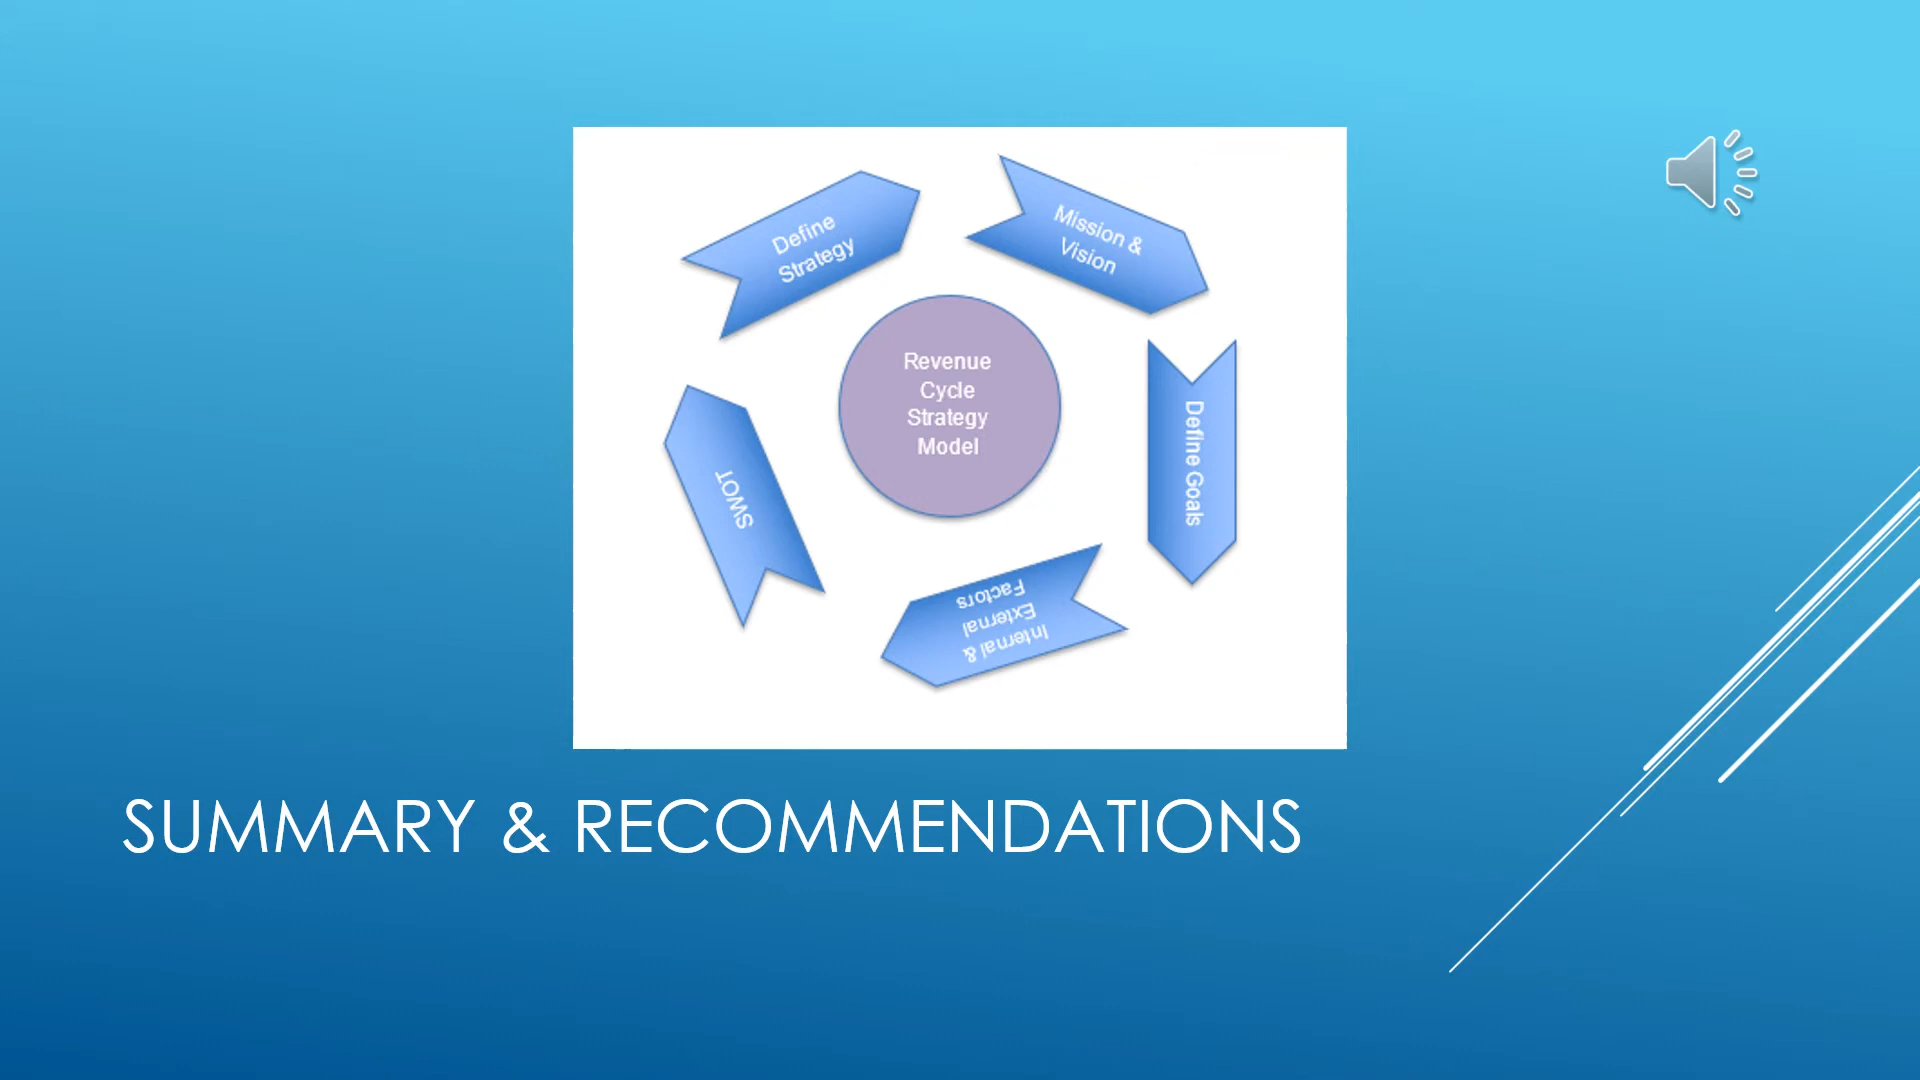 Define
Strategy
Mission &
Vision
Revenue
Cycle
Strategy
Model
Define Goals
SWOT
Internal &
External
Factors
SUMMARY & RECOMMENDATIONS